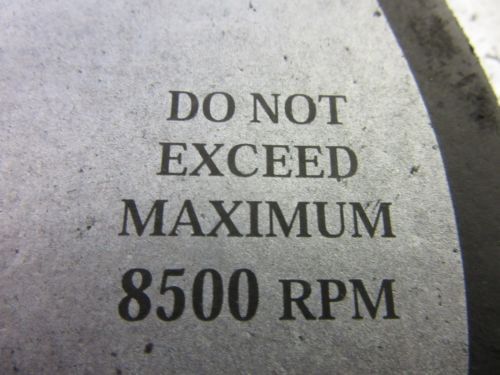 DO NOT
EXCEED
MAXIMUM
8500 RPM